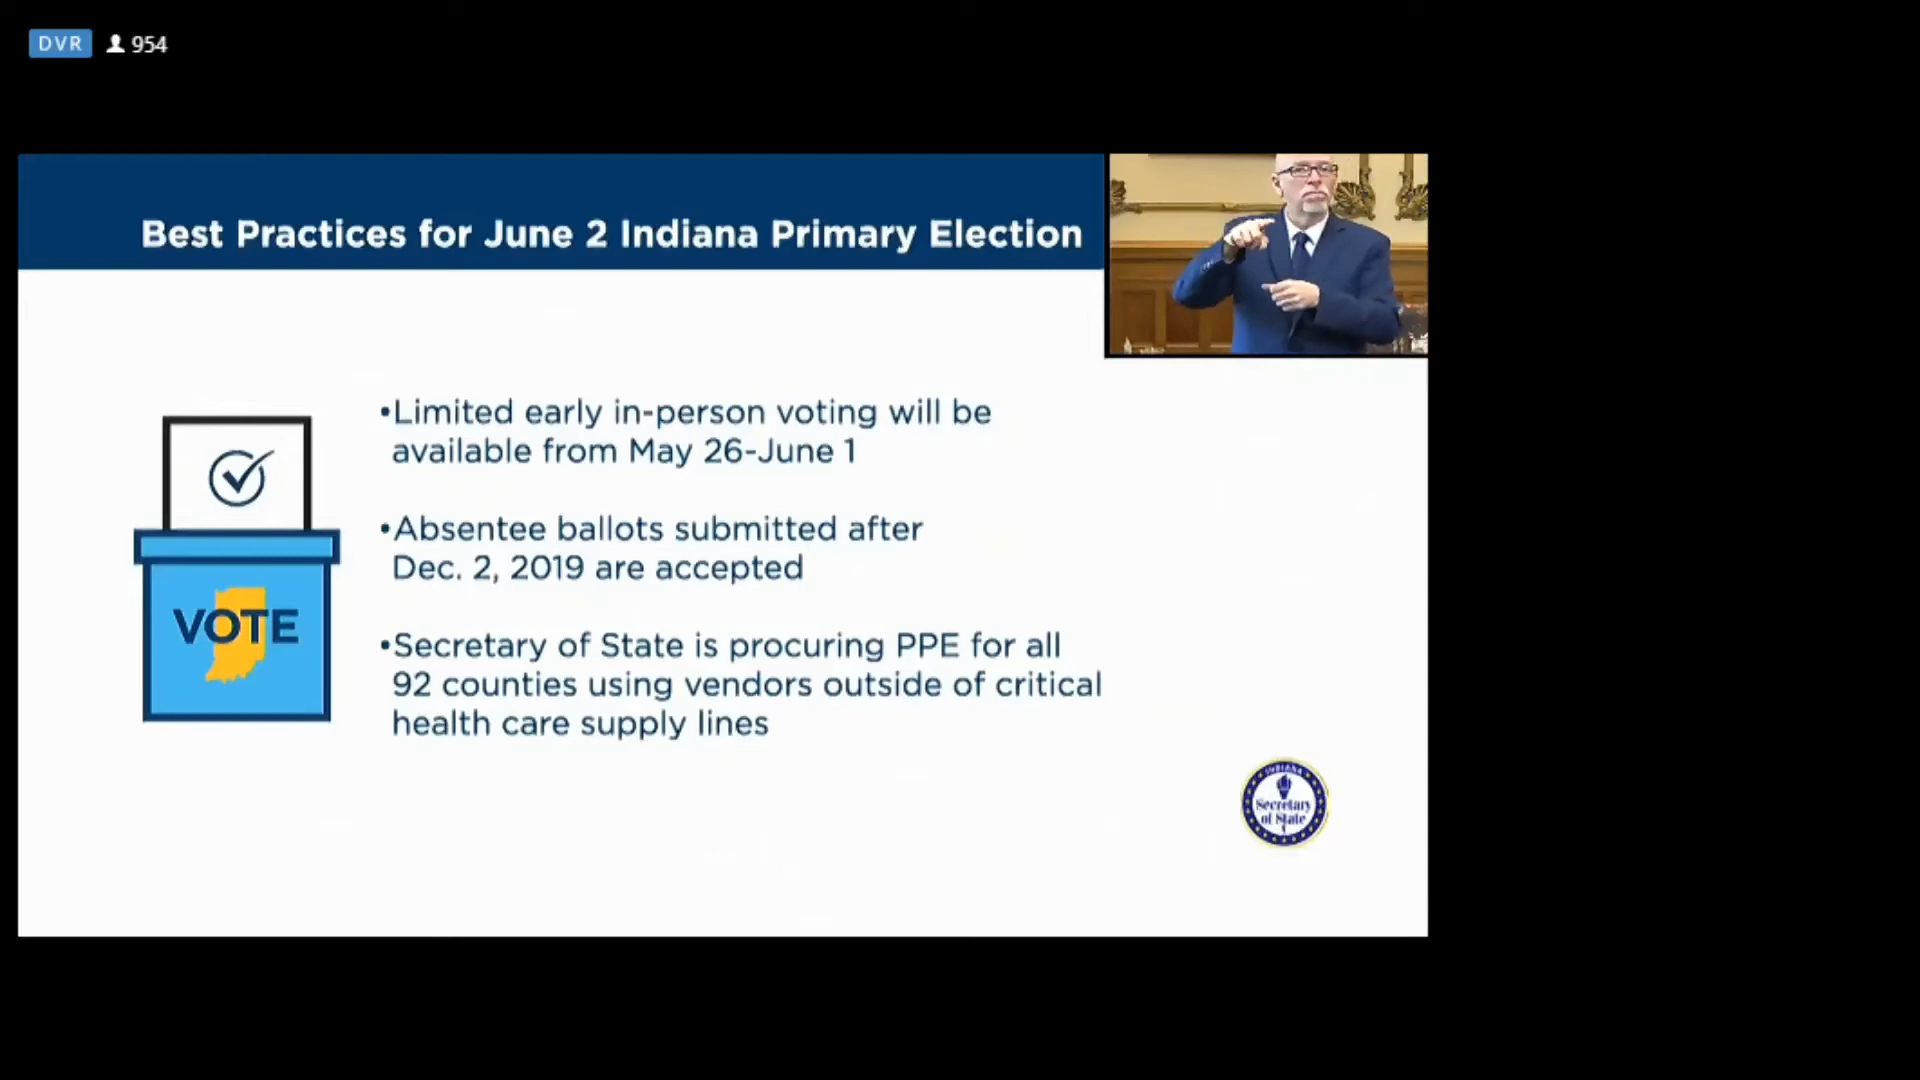 DVR 954
Best Practices for June 2 Indiana Primary Election
•Limited early in-person voting will be
available from May 26-June 1
•Absentee ballots submitted after
Dec. 2, 2019 are accepted
VOTE
•Secretary of State is procuring PPE for all
92 counties using vendors outside of critical
health care supply lines
INDIANA
Secretary
of State